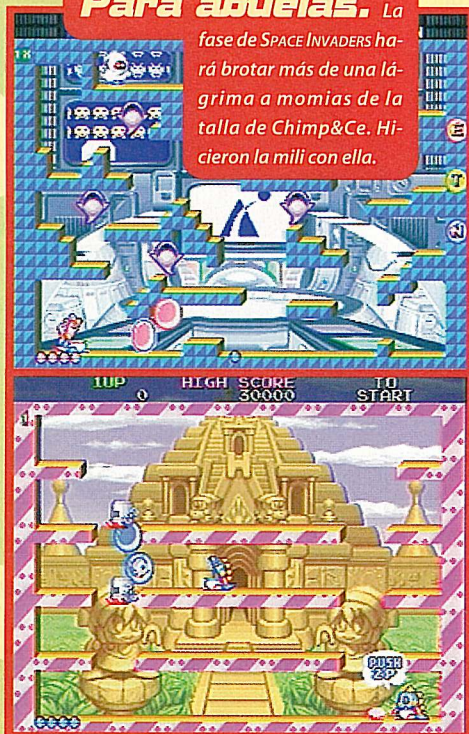 Para abuelas. La
fase de SPACE INVADERS ha-
rá brotar más de una lá-
grima a momias de la
talla de Chimp&Ce. Hi-
cieron la mili con ella.
E
T
N
1UP HIGH SCORE TO
0 30000 START
1
PUSH
2P